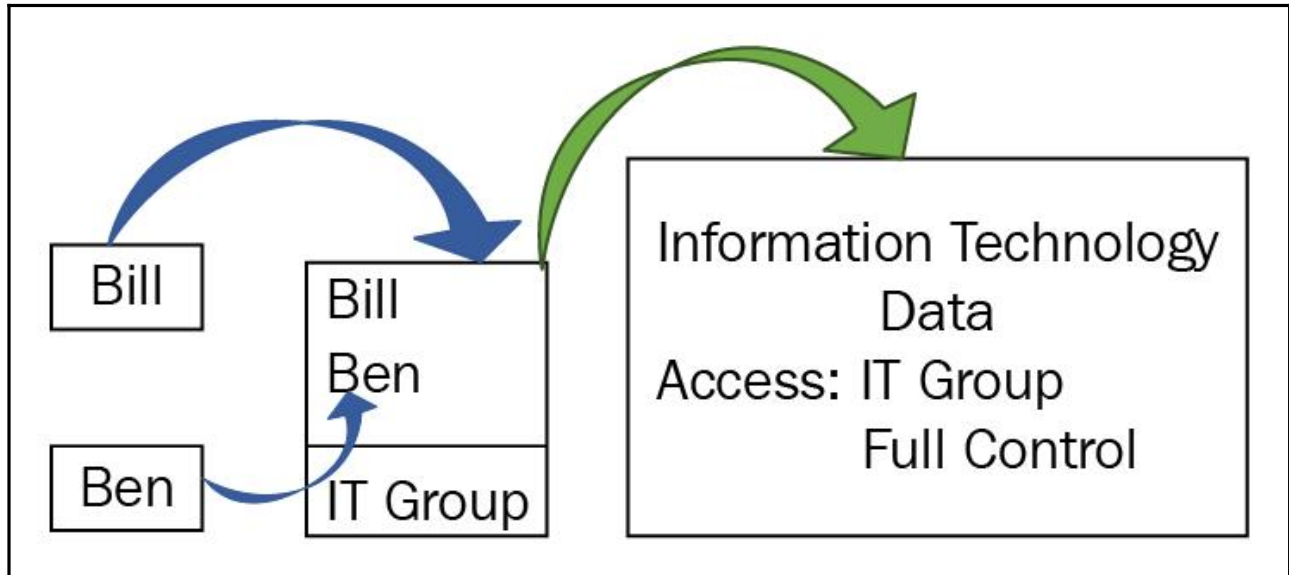 Bill
Ben
Bill
Ben
IT Group
Information Technology
Data
Access: IT Group
Full Control